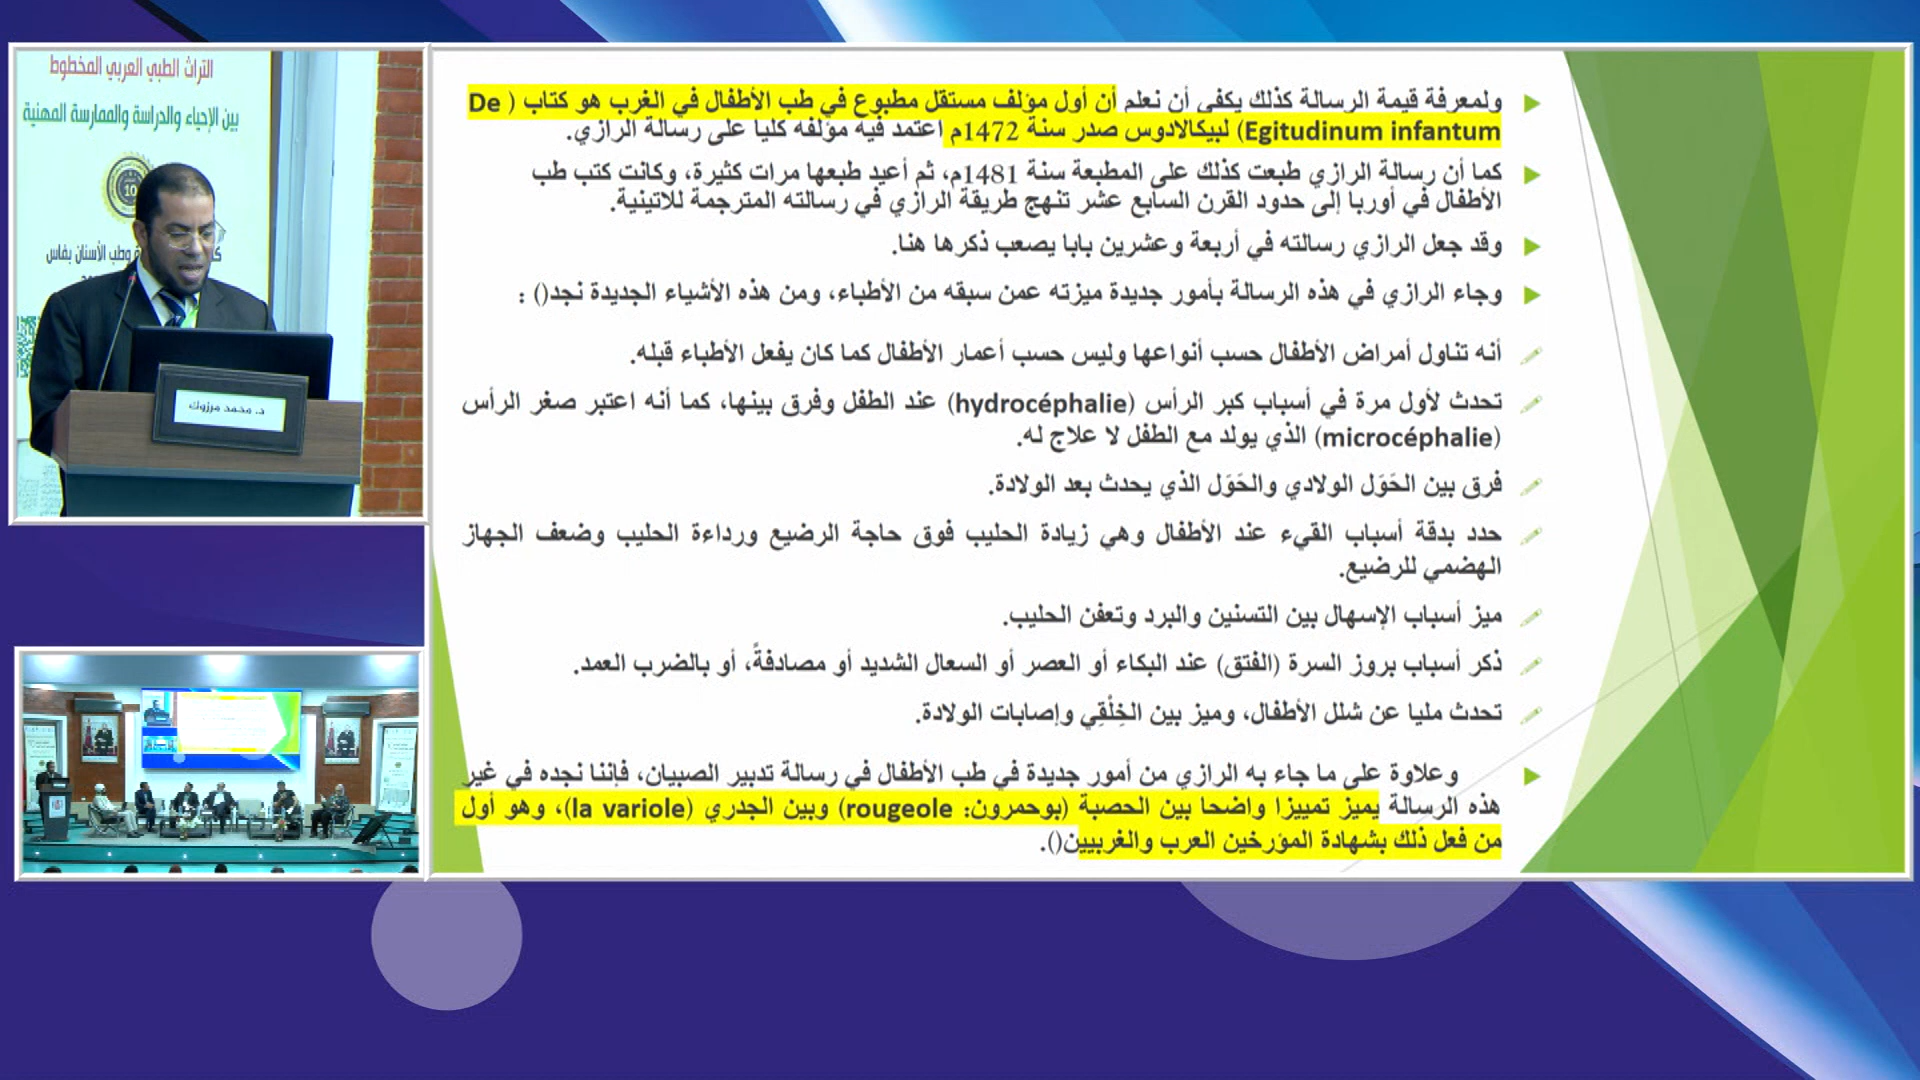 التراث الطبي العربي المخطوط
بين الإحياء والدراسة والممارسة المهنية
10
وطب الأسنان بفاس
د. محمد مرزوك
ولمعرفة قيمة الرسالة كذلك يكفي أن نعلم أن أول مؤلف مستقل مطبوع في طب الأطفال في الغرب هو كتاب ( De
Egitudinum infantum) لبيكالادوس صدر سنة 1472م اعتمد فيه مؤلفه كليا على رسالة الرازي.
كما أن رسالة الرازي طبعت كذلك على المطبعة سنة 1481م، ثم أعيد طبعها مرات كثيرة، وكانت كتب طب
الأطفال في أوربا إلى حدود القرن السابع عشر تنهج طريقة الرازي في رسالته المترجمة للاتينية.
وقد جعل الرازي رسالته في أربعة وعشرين بابا يصعب ذكرها هنا.
وجاء الرازي في هذه الرسالة بأمور جديدة ميزته عمن سبقه من الأطباء، ومن هذه الأشياء الجديدة نجد() :
أنه تناول أمراض الأطفال حسب أنواعها وليس حسب أعمار الأطفال كما كان يفعل الأطباء قبله.
تحدث لأول مرة في أسباب كبر الرأس (hydrocéphalie) عند الطفل وفرق بينها، كما أنه اعتبر صغر الرأس
(microcéphalie) الذي يولد مع الطفل لا علاج له.
فرق بين الحَوَل الولادي والحَوَل الذي يحدث بعد الولادة.
حدد بدقة أسباب القيء عند الأطفال وهي زيادة الحليب فوق حاجة الرضيع ورداءة الحليب وضعف الجهاز
الهضمي للرضيع.
ميز أسباب الإسهال بين التسنين والبرد وتعفن الحليب.
ذكر أسباب بروز السرة (الفتق) عند البكاء أو العصر أو السعال الشديد أو مصادفةً، أو بالضرب العمد.
تحدث مليا عن شلل الأطفال، وميز بين الخِلْقِي وإصابات الولادة.
وعلاوة على ما جاء به الرازي من أمور جديدة في طب الأطفال في رسالة تدبير الصبيان، فإننا نجده في غير
هذه الرسالة يميز تمييزا واضحا بين الحصبة (بوحمرون: rougeole) وبين الجدري (la variole)، وهو أول
من فعل ذلك بشهادة المؤرخين العرب والغربيين().